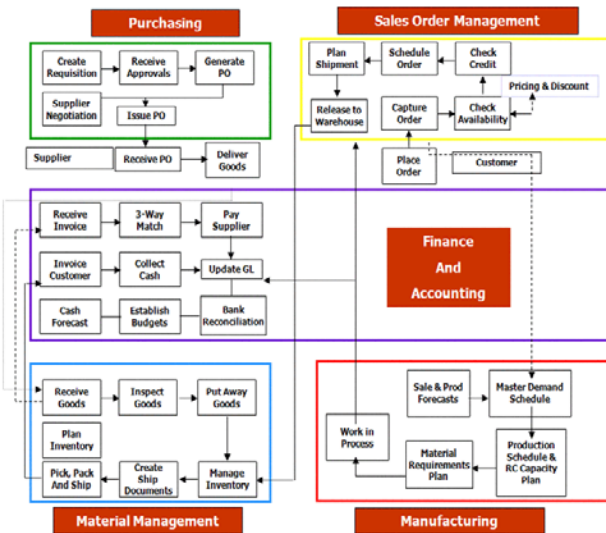 Purchasing
Create
Requisition
Receive
Approvals
Generate
PO
Supplier
Negotiation
Issue PO
Supplier
Receive PO
Deliver
Goods
Sales Order Management
Plan
Shipment
Schedule
Order
Check
Credit
Pricing & Discount
Release to
Warehouse
Capture
Order
Check
Availability
Place
Order
Customer
Receive
Invoice
3-Way
Match
Pay
Supplier
Invoice
Customer
Collect
Cash
Update GL
Cash
Forecast
Establish
Budgets
Bank
Reconciliation
Finance
And
Accounting
Receive
Goods
Inspect
Goods
Put Away
Goods
Plan
Inventory
Pick, Pack
And Ship
Create
Ship
Documents
Manage
Inventory
Material Management
Sale & Prod
Forecasts
Master Demand
Schedule
Work in
Process
Material
Requirements
Plan
Production
Schedule &
RC Capacity
Plan
Manufacturing